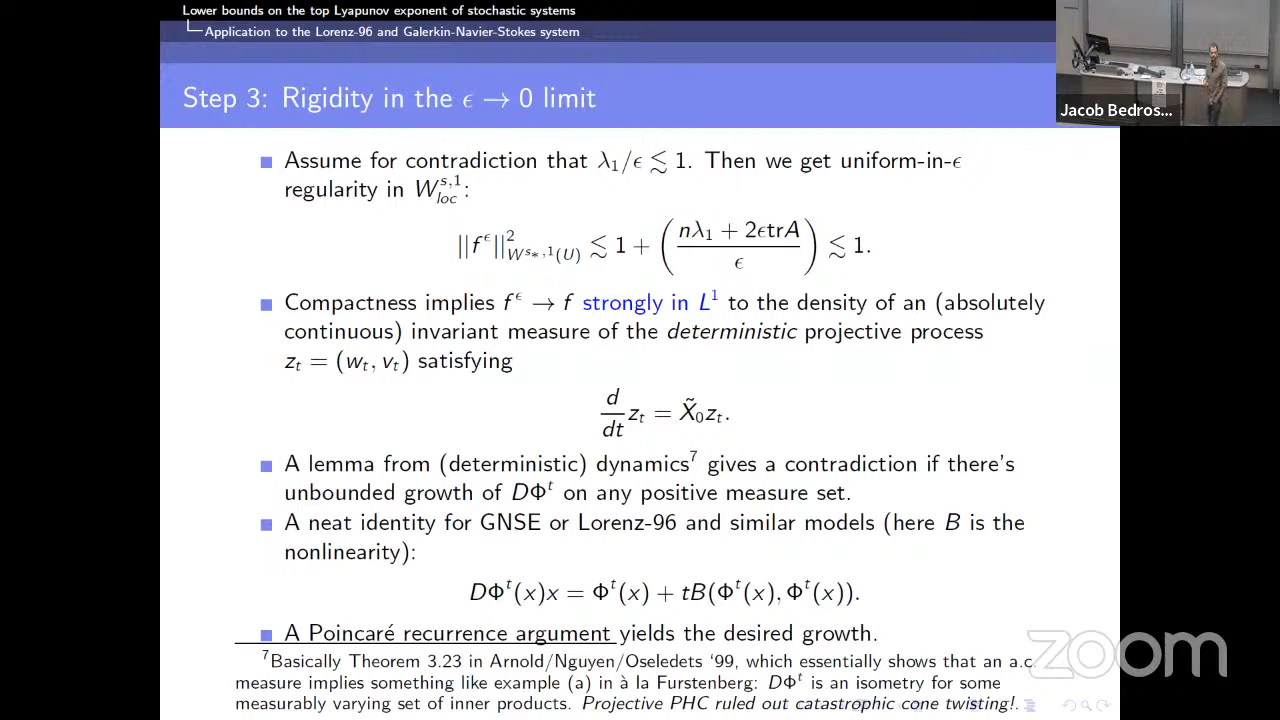 Lower bounds on the top Lyapunov exponent of stochastic systems
Application to the Lorenz-96 and Galerkin-Navier-Stokes system
Jacob Bedros...
Step 3: Rigidity in the ϵ → 0 limit
Assume for contradiction that λ₁/ϵ ≲ 1. Then we get uniform-in-ϵ
regularity in W^{s,1}_{loc}:
||f^ϵ||²_{W^{s_*,1}(U)} ≲ 1 + ( (nλ₁ + 2ϵtrA) / ϵ ) ≲ 1.
Compactness implies f^ϵ → f strongly in L¹ to the density of an (absolutely
continuous) invariant measure of the deterministic projective process
z_t = (w_t, v_t) satisfying
d/dt z_t = X̃₀z_t.
A lemma from (deterministic) dynamics⁷ gives a contradiction if there's
unbounded growth of DΦ^t on any positive measure set.
A neat identity for GNSE or Lorenz-96 and similar models (here B is the
nonlinearity):
DΦ^t(x)x = Φ^t(x) + tB(Φ^t(x), Φ^t(x)).
A Poincaré recurrence argument yields the desired growth.
⁷Basically Theorem 3.23 in Arnold/Nguyen/Oseledets '99, which essentially shows that an a.c.
measure implies something like example (a) in à la Furstenberg: DΦ^t is an isometry for some
measurably varying set of inner products. Projective PHC ruled out catastrophic cone twisting!.
zoom